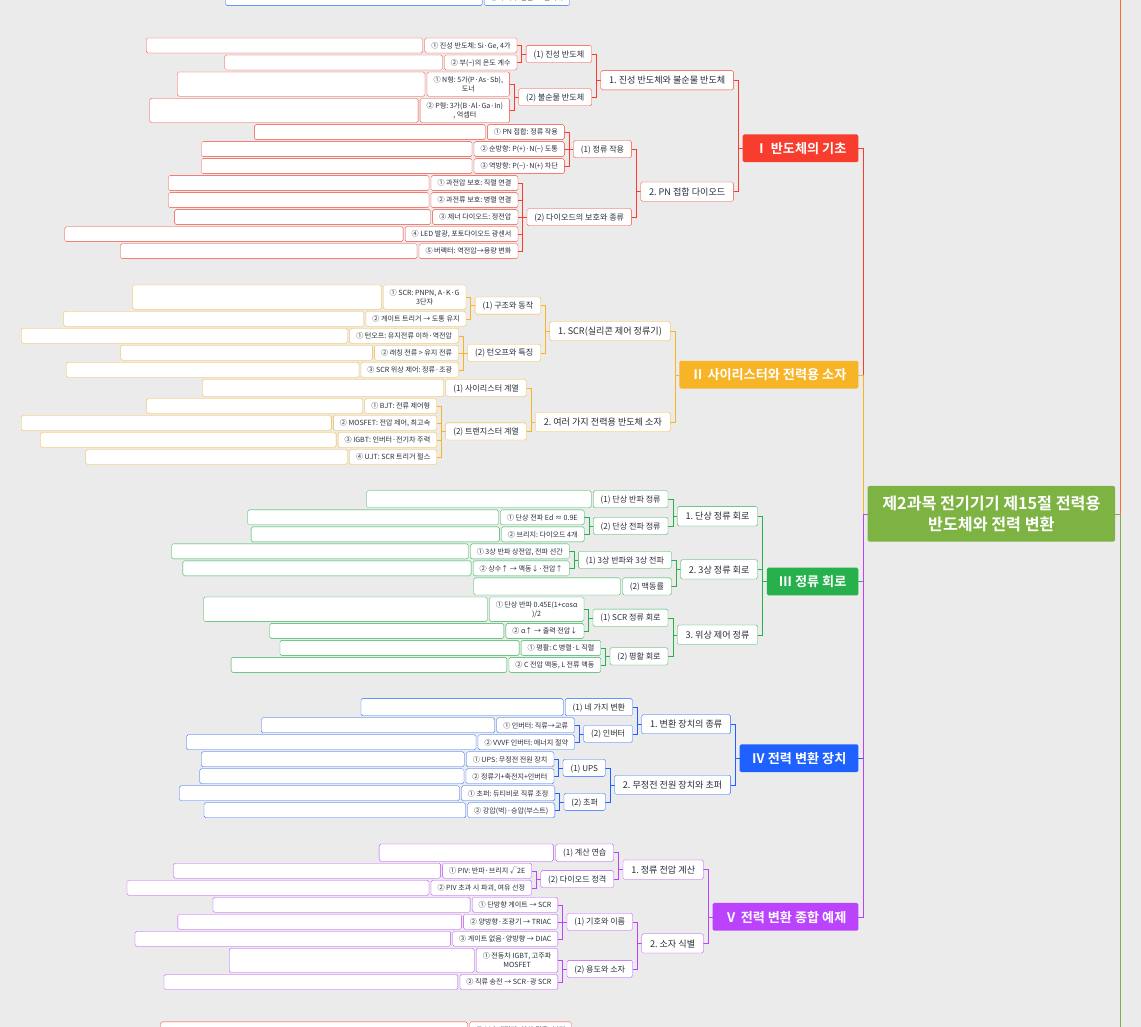 제2과목 전기기기 제15절 전력용
반도체와 전력 변환
Ⅰ 반도체의 기초
1. 진성 반도체와 불순물 반도체
(1) 진성 반도체
① 진성 반도체: Si·Ge, 4가
② 부(−)의 온도 계수
(2) 불순물 반도체
① N형: 5가(P·As·Sb),
도너
② P형: 3가(B·Al·Ga·In)
, 억셉터
2. PN 접합 다이오드
(1) 정류 작용
① PN 접합: 정류 작용
② 순방향: P(+)·N(−) 도통
③ 역방향: P(−)·N(+) 차단
(2) 다이오드의 보호와 종류
① 과전압 보호: 직렬 연결
② 과전류 보호: 병렬 연결
③ 제너 다이오드: 정전압
④ LED 발광, 포토다이오드 광센서
⑤ 버랙터: 역전압→용량 변화
Ⅱ 사이리스터와 전력용 소자
1. SCR(실리콘 제어 정류기)
(1) 구조와 동작
① SCR: PNPN, A·K·G
3단자
② 게이트 트리거 → 도통 유지
(2) 턴오프와 특징
① 턴오프: 유지전류 이하·역전압
② 래칭 전류 > 유지 전류
③ SCR 위상 제어: 정류·조광
2. 여러 가지 전력용 반도체 소자
(1) 사이리스터 계열
(2) 트랜지스터 계열
① BJT: 전류 제어형
② MOSFET: 전압 제어, 최고속
③ IGBT: 인버터·전기차 주력
④ UJT: SCR 트리거 펄스
Ⅲ 정류 회로
1. 단상 정류 회로
(1) 단상 반파 정류
(2) 단상 전파 정류
① 단상 전파 Ed ≈ 0.9E
② 브리지: 다이오드 4개
2. 3상 정류 회로
(1) 3상 반파와 3상 전파
① 3상 반파 상전압, 전파 선간
② 상수↑ → 맥동↓·전압↑
(2) 맥동률
3. 위상 제어 정류
(1) SCR 정류 회로
① 단상 반파 0.45E(1+cosα
)/2
② α↑ → 출력 전압↓
(2) 평활 회로
① 평활: C 병렬·L 직렬
② C 전압 맥동, L 전류 맥동
Ⅳ 전력 변환 장치
1. 변환 장치의 종류
(1) 네 가지 변환
(2) 인버터
① 인버터: 직류→교류
② VVVF 인버터: 에너지 절약
2. 무정전 전원 장치와 초퍼
(1) UPS
① UPS: 무정전 전원 장치
② 정류기+축전지+인버터
(2) 초퍼
① 초퍼: 듀티비로 직류 조정
② 강압(벅)·승압(부스트)
Ⅴ 전력 변환 종합 예제
1. 정류 전압 계산
(1) 계산 연습
(2) 다이오드 정격
① PIV: 반파·브리지 √2E
② PIV 초과 시 파괴, 여유 선정
2. 소자 식별
(1) 기호와 이름
① 단방향 게이트 → SCR
② 양방향·조광기 → TRIAC
③ 게이트 없음·양방향 → DIAC
(2) 용도와 소자
① 전동차 IGBT, 고주파
MOSFET
② 직류 송전 → SCR·광 SCR